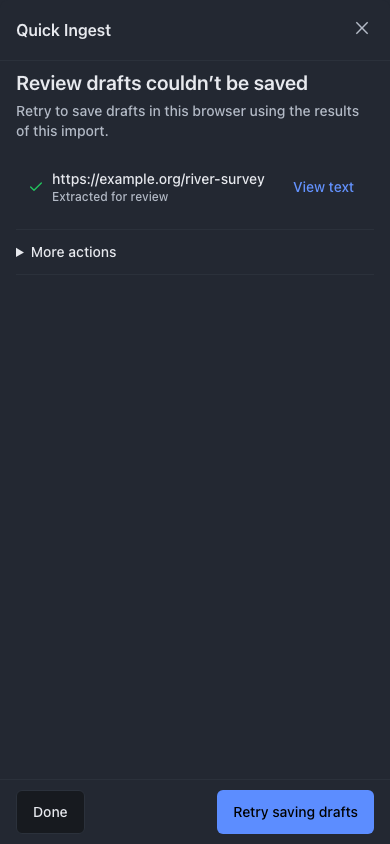 Quick Ingest
Review drafts couldn’t be saved
Retry to save drafts in this browser using the results
of this import.
https://example.org/river-survey
View text
Extracted for review
More actions
Done
Retry saving drafts